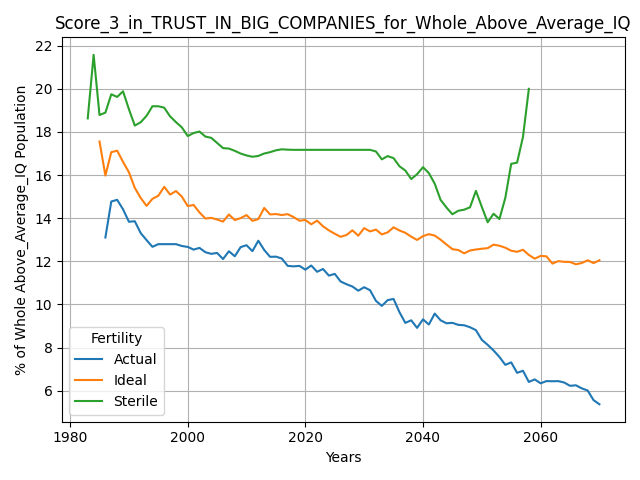 Score_3_in_TRUST_IN_BIG_COMPANIES_for_Whole_Above_Average_IQ
% of Whole Above_Average_IQ Population
22
20
18
16
14
12
10
8
6
Fertility
Actual
Ideal
Sterile
1980
2000
2020
2040
2060
Years